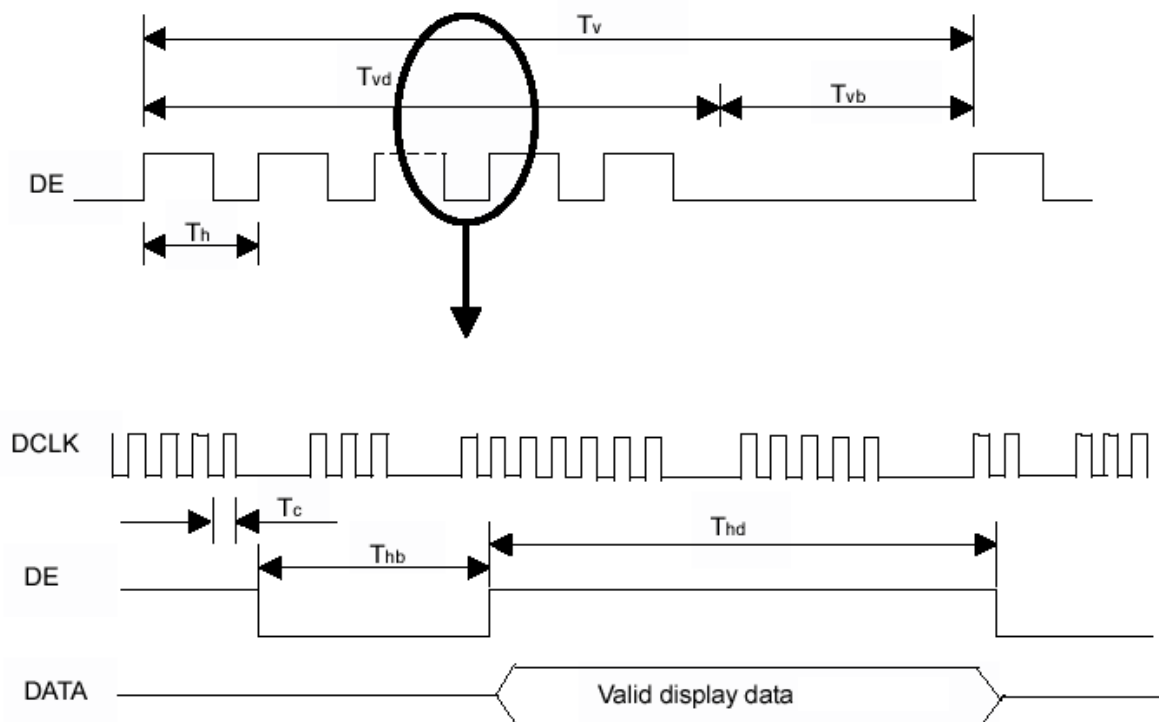 Tv
Tvd
Tvb
DE
Th
DCLK
Tc
Thd
Thb
DE
DATA
Valid display data